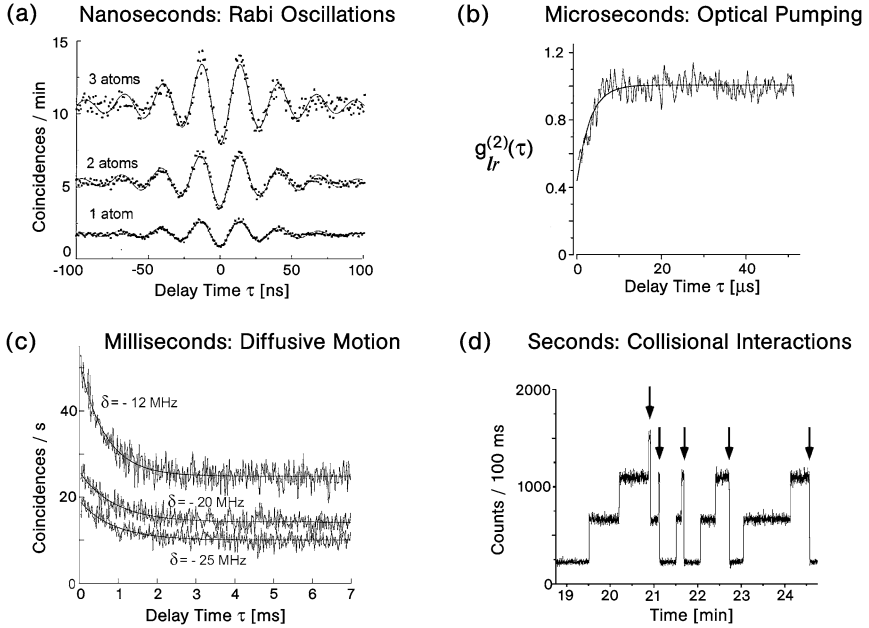 (a) Nanoseconds: Rabi Oscillations
15
10
5
0
Coincidences / min
3 atoms
2 atoms
1 atom
-100
-50
0
50
100
Delay Time τ [ns]
(b) Microseconds: Optical Pumping
1.2
0.8
0.4
0
g(2)(τ)
lr
0
20
40
Delay Time τ [µs]
(c) Milliseconds: Diffusive Motion
40
20
0
Coincidences / s
δ = - 12 MHz
δ = - 20 MHz
δ = - 25 MHz
0
1
2
3
4
5
6
7
Delay Time τ [ms]
(d) Seconds: Collisional Interactions
2000
1500
1000
500
0
Counts / 100 ms
19
20
21
22
23
24
Time [min]